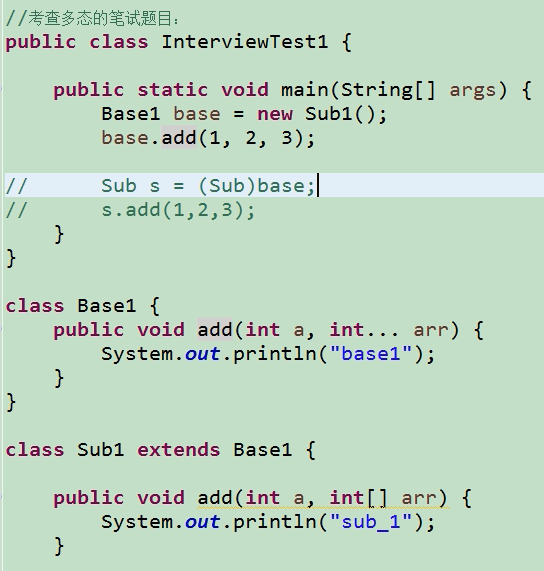 //考查多态的笔试题目:
public class InterviewTest1 {
public static void main(String[] args) {
Base1 base = new Sub1();
base.add(1, 2, 3);
// Sub s = (Sub)base;
// s.add(1,2,3);
}
}
class Base1 {
public void add(int a, int... arr) {
System.out.println("base1");
}
}
class Sub1 extends Base1 {
public void add(int a, int[] arr) {
System.out.println("sub_1");
}